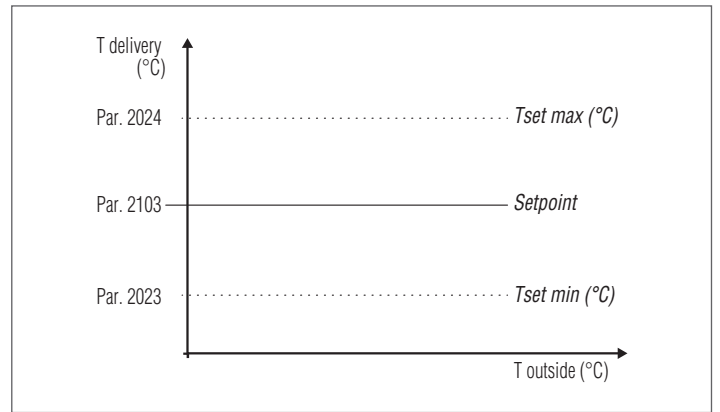 T delivery
(°C)
Par. 2024
Tset max (°C)
Par. 2103
Setpoint
Par. 2023
Tset min (°C)
T outside (°C)